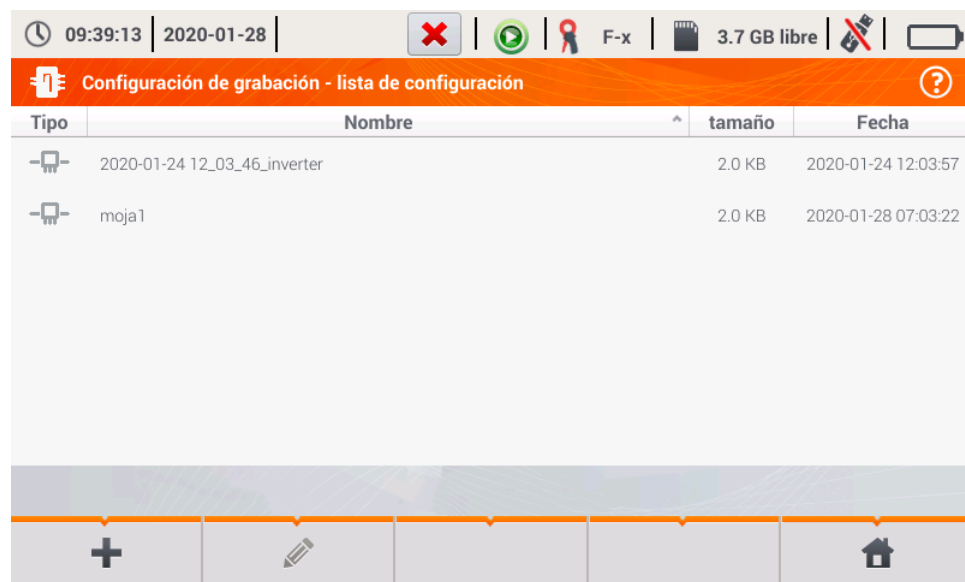 09:39:13 2020-01-28 F-x 3.7 GB libre
Configuración de grabación - lista de configuración ?
Tipo Nombre tamaño Fecha
2020-01-24 12_03_46_inverter 2.0 KB 2020-01-24 12:03:57
moja1 2.0 KB 2020-01-28 07:03:22